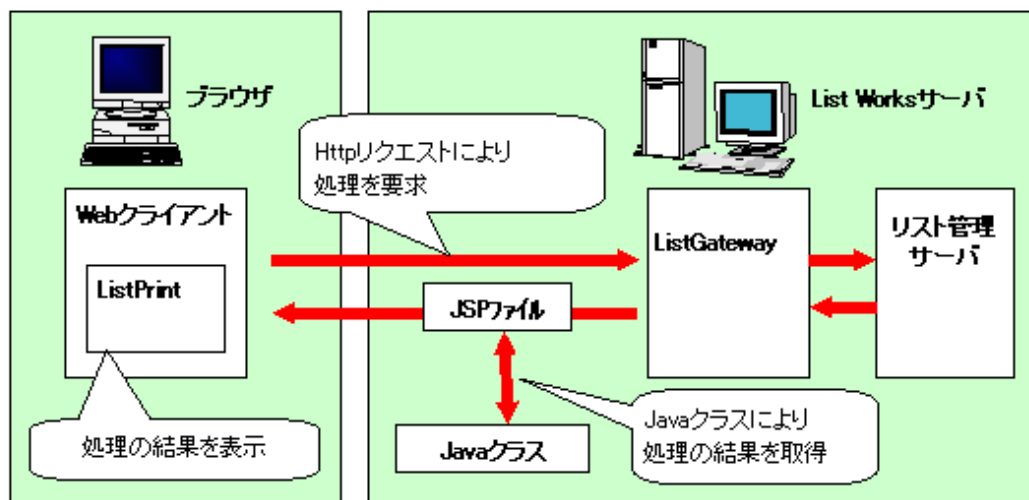 ブラウザ
List Worksサーバ
Httpリクエストにより
処理を要求
Webクライアント
ListPrint
ListGateway
リスト管理
サーバ
JSPファイル
処理の結果を表示
Javaクラス
Javaクラスにより
処理の結果を取得